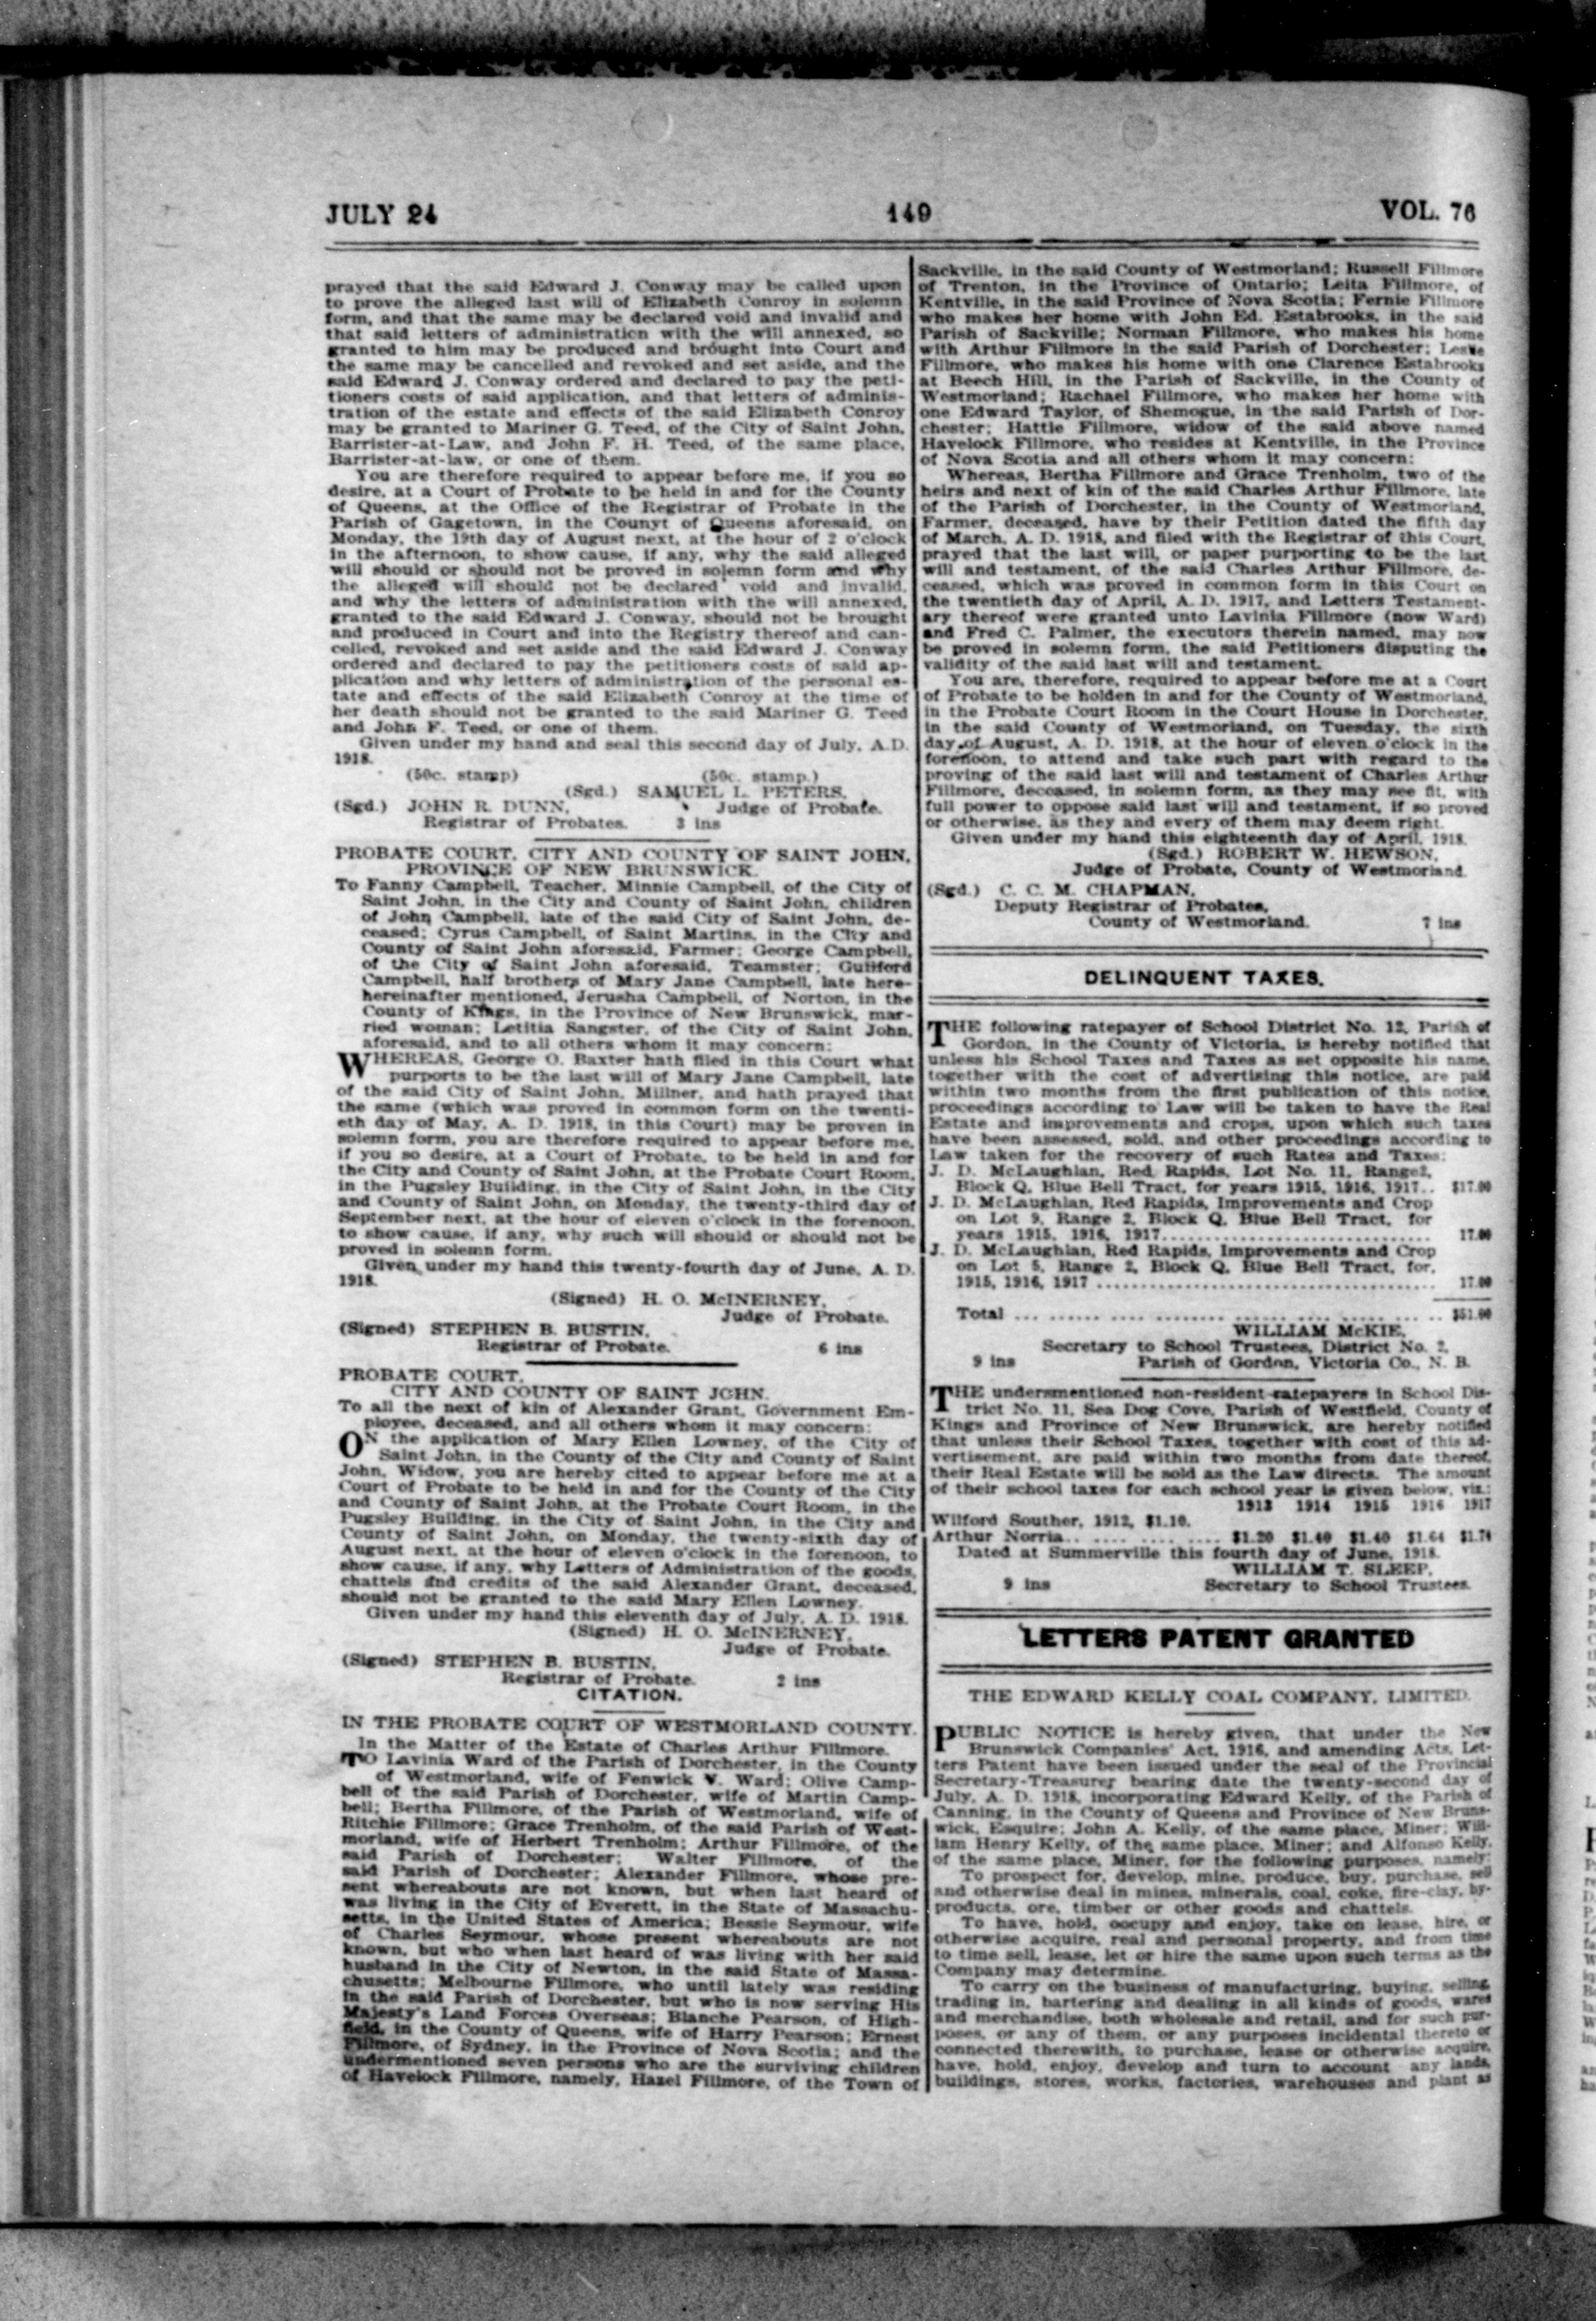 JULY 24
149
VOL. 76
prayed that the said Edward J. Conway may be called upon
to prove the alleged last will of Elizabeth Conroy in solemn
form, and that the same may be declared void and invalid and
that said letters of administration with the will annexed, so
granted to him may be produced and brought into Court and
the same may be cancelled and revoked and set aside, and the
said Edward J. Conway ordered and declared to pay the peti-
tioners costs of said application, and that letters of adminis-
tration of the estate and effects of the said Elizabeth Conroy
may be granted to Mariner G. Teed, of the City of Saint John,
Barrister-at-Law, and John F. H. Teed, of the same place,
Barrister-at-law, or one of them.
You are therefore required to appear before me, if you so
desire, at a Court of Probate to be held in and for the County
of Queens, at the Office of the Registrar of Probate in the
Parish of Gagetown, in the Counyt of Queens aforesaid, on
Monday, the 19th day of August next, at the hour of 2 o'clock
in the afternoon, to show cause, if any, why the said alleged
will should or should not be proved in solemn form and why
the alleged will should not be declared void and invalid,
and why the letters of administration with the will annexed,
granted to the said Edward J. Conway, should not be brought
and produced in Court and into the Registry thereof and can-
celled, revoked and set aside and the said Edward J. Conway
ordered and declared to pay the petitioners costs of said ap-
plication and why letters of administration of the personal es-
tate and effects of the said Elizabeth Conroy at the time of
her death should not be granted to the said Mariner G. Teed
and John F. Teed, or one of them.
Given under my hand and seal this second day of July, A.D.
1918.
(50c. stamp) (50c. stamp.)
(Sgd.) SAMUEL L. PETERS,
(Sgd.) JOHN R. DUNN, Judge of Probate.
Registrar of Probates. 3 ins
PROBATE COURT, CITY AND COUNTY OF SAINT JOHN,
PROVINCE OF NEW BRUNSWICK.
To Fanny Campbell, Teacher, Minnie Campbell, of the City of
Saint John, in the City and County of Saint John, children
of John Campbell, late of the said City of Saint John, de-
ceased; Cyrus Campbell, of Saint Martins, in the City and
County of Saint John aforesaid, Farmer; George Campbell,
of the City of Saint John aforesaid, Teamster; Guilford
Campbell, half brothers of Mary Jane Campbell, late here-
hereinafter mentioned, Jerusha Campbell, of Norton, in the
County of Kings, in the Province of New Brunswick, mar-
ried woman; Letitia Sangster, of the City of Saint John,
aforesaid, and to all others whom it may concern:
WHEREAS, George O. Baxter hath filed in this Court what
purports to be the last will of Mary Jane Campbell, late
of the said City of Saint John, Millner, and hath prayed that
the same (which was proved in common form on the twenti-
eth day of May, A. D. 1918, in this Court) may be proven in
solemn form, you are therefore required to appear before me,
if you so desire, at a Court of Probate, to be held in and for
the City and County of Saint John, at the Probate Court Room,
in the Pugsley Building, in the City of Saint John, in the City
and County of Saint John, on Monday, the twenty-third day of
September next, at the hour of eleven o'clock in the forenoon,
to show cause, if any, why such will should or should not be
proved in solemn form.
Given under my hand this twenty-fourth day of June, A. D.
1918.
(Signed) H. O. McINERNEY,
Judge of Probate.
(Signed) STEPHEN B. BUSTIN,
Registrar of Probate. 6 ins
PROBATE COURT.
CITY AND COUNTY OF SAINT JOHN.
To all the next of kin of Alexander Grant, Government Em-
ployee, deceased, and all others whom it may concern:
ON the application of Mary Ellen Lowney, of the City of
Saint John, in the County of the City and County of Saint
John, Widow, you are hereby cited to appear before me at a
Court of Probate to be held in and for the County of the City
and County of Saint John, at the Probate Court Room, in the
Pugsley Building, in the City of Saint John, in the City and
County of Saint John, on Monday, the twenty-sixth day of
August next, at the hour of eleven o'clock in the forenoon, to
show cause, if any, why Letters of Administration of the goods,
chattels and credits of the said Alexander Grant, deceased,
should not be granted to the said Mary Ellen Lowney.
Given under my hand this eleventh day of July, A. D. 1918.
(Signed) H. O. McINERNEY,
Judge of Probate.
(Signed) STEPHEN B. BUSTIN,
Registrar of Probate. 2 ins
CITATION.
IN THE PROBATE COURT OF WESTMORLAND COUNTY.
In the Matter of the Estate of Charles Arthur Fillmore.
TO Lavinia Ward of the Parish of Dorchester, in the County
of Westmorland, wife of Fenwick V. Ward; Olive Camp-
bell of the said Parish of Dorchester, wife of Martin Camp-
bell; Bertha Fillmore, of the Parish of Westmorland, wife of
Ritchie Fillmore; Grace Trenholm, of the said Parish of West-
morland, wife of Herbert Trenholm; Arthur Fillmore, of the
said Parish of Dorchester; Walter Fillmore, of the
said Parish of Dorchester; Alexander Fillmore, whose pre-
sent whereabouts are not known, but when last heard of
was living in the City of Everett, in the State of Massachu-
setts, in the United States of America; Bessie Seymour, wife
of Charles Seymour, whose present whereabouts are not
known, but who when last heard of was living with her said
husband in the City of Newton, in the said State of Massa-
chusetts; Melbourne Fillmore, who until lately was residing
in the said Parish of Dorchester, but who is now serving His
Majesty's Land Forces Overseas; Blanche Pearson, of High-
field, in the County of Queens, wife of Harry Pearson; Ernest
Fillmore, of Sydney, in the Province of Nova Scotia; and the
undermentioned seven persons who are the surviving children
of Havelock Fillmore, namely, Hazel Fillmore, of the Town of
Sackville, in the said County of Westmorland; Russell Fillmore
of Trenton, in the Province of Ontario; Leita Fillmore, of
Kentville, in the said Province of Nova Scotia; Fernie Fillmore
who makes her home with John Ed. Estabrooks, in the said
Parish of Sackville; Norman Fillmore, who makes his home
with Arthur Fillmore in the said Parish of Dorchester; Leslie
Fillmore, who makes his home with one Clarence Estabrooks
at Beech Hill, in the Parish of Sackville, in the County of
Westmorland; Rachael Fillmore, who makes her home with
one Edward Taylor, of Shemogue, in the said Parish of Dor-
chester; Hattie Fillmore, widow of the said above named
Havelock Fillmore, who resides at Kentville, in the Province
of Nova Scotia and all others whom it may concern:
Whereas, Bertha Fillmore and Grace Trenholm, two of the
heirs and next of kin of the said Charles Arthur Fillmore, late
of the Parish of Dorchester, in the County of Westmorland,
Farmer, deceased, have by their Petition dated the fifth day
of March, A. D. 1918, and filed with the Registrar of this Court,
prayed that the last will, or paper purporting to be the last
will and testament, of the said Charles Arthur Fillmore, de-
ceased, which was proved in common form in this Court on
the twentieth day of April, A. D. 1917, and Letters Testament-
ary thereof were granted unto Lavinia Fillmore (now Ward)
and Fred C. Palmer, the executors therein named, may now
be proved in solemn form, the said Petitioners disputing the
validity of the said last will and testament.
You are, therefore, required to appear before me at a Court
of Probate to be holden in and for the County of Westmorland,
in the Probate Court Room in the Court House in Dorchester,
in the said County of Westmorland, on Tuesday, the sixth
day of August, A. D. 1918, at the hour of eleven o'clock in the
forenoon, to attend and take such part with regard to the
proving of the said last will and testament of Charles Arthur
Fillmore, deceased, in solemn form, as they may see fit, with
full power to oppose said last will and testament, if so proved
or otherwise, as they and every of them may deem right.
Given under my hand this eighteenth day of April, 1918.
(Sgd.) ROBERT W. HEWSON,
Judge of Probate, County of Westmorland.
(Sgd.) C. C. M. CHAPMAN,
Deputy Registrar of Probates,
County of Westmorland. 7 ins
DELINQUENT TAXES.
THE following ratepayer of School District No. 12, Parish of
Gordon, in the County of Victoria, is hereby notified that
unless his School Taxes and Taxes as set opposite his name,
together with the cost of advertising this notice, are paid
within two months from the first publication of this notice,
proceedings according to Law will be taken to have the Real
Estate and improvements and crops, upon which such taxes
have been assessed, sold, and other proceedings according to
Law taken for the recovery of such Rates and Taxes:
J. D. McLaughlan, Red Rapids, Lot No. 11, Range2,
Block Q, Blue Bell Tract, for years 1915, 1916, 1917.. $17.00
J. D. McLaughlan, Red Rapids, Improvements and Crop
on Lot 9, Range 2, Block Q, Blue Bell Tract, for
years 1915, 1916, 1917................................ 17.00
J. D. McLaughlan, Red Rapids, Improvements and Crop
on Lot 5, Range 2, Block Q, Blue Bell Tract, for,
1915, 1916, 1917 ........................................ 17.00
Total ... ........ .... ........ .... ..... ..... .. $51.00
WILLIAM McKIE,
Secretary to School Trustees, District No. 2,
9 ins Parish of Gordon, Victoria Co., N. B.
THE undersmentioned non-resident ratepayers in School Dis-
trict No. 11, Sea Dog Cove, Parish of Westfield, County of
Kings and Province of New Brunswick, are hereby notified
that unless their School Taxes, together with cost of this ad-
vertisement, are paid within two months from date thereof,
their Real Estate will be sold as the Law directs. The amount
of their school taxes for each school year is given below, viz.:
1913 1914 1915 1916 1917
Wilford Souther, 1912, $1.10.
Arthur Norris.. ..... .... .... .... $1.20 $1.40 $1.40 $1.64 $1.74
Dated at Summerville this fourth day of June, 1918.
WILLIAM T. SLEEP,
9 ins Secretary to School Trustees.
LETTERS PATENT GRANTED
THE EDWARD KELLY COAL COMPANY, LIMITED.
PUBLIC NOTICE is hereby given, that under the New
Brunswick Companies' Act, 1916, and amending Acts, Let-
ters Patent have been issued under the seal of the Provincial
Secretary-Treasurer bearing date the twenty-second day of
July, A. D. 1918, incorporating Edward Kelly, of the Parish of
Canning, in the County of Queens and Province of New Bruns-
wick, Esquire; John A. Kelly, of the same place, Miner; Will-
iam Henry Kelly, of the same place, Miner; and Alfonso Kelly,
of the same place, Miner, for the following purposes, namely:
To prospect for, develop, mine, produce, buy, purchase, sell
and otherwise deal in mines, minerals, coal, coke, fire-clay, by-
products, ore, timber or other goods and chattels.
To have, hold, occupy and enjoy, take on lease, hire, or
otherwise acquire, real and personal property, and from time
to time sell, lease, let or hire the same upon such terms as the
Company may determine.
To carry on the business of manufacturing, buying, selling,
trading in, bartering and dealing in all kinds of goods, wares
and merchandise, both wholesale and retail, and for such pur-
poses, or any of them, or any purposes incidental thereto or
connected therewith, to purchase, lease or otherwise acquire,
have, hold, enjoy, develop and turn to account any lands,
buildings, stores, works, factories, warehouses and plant as